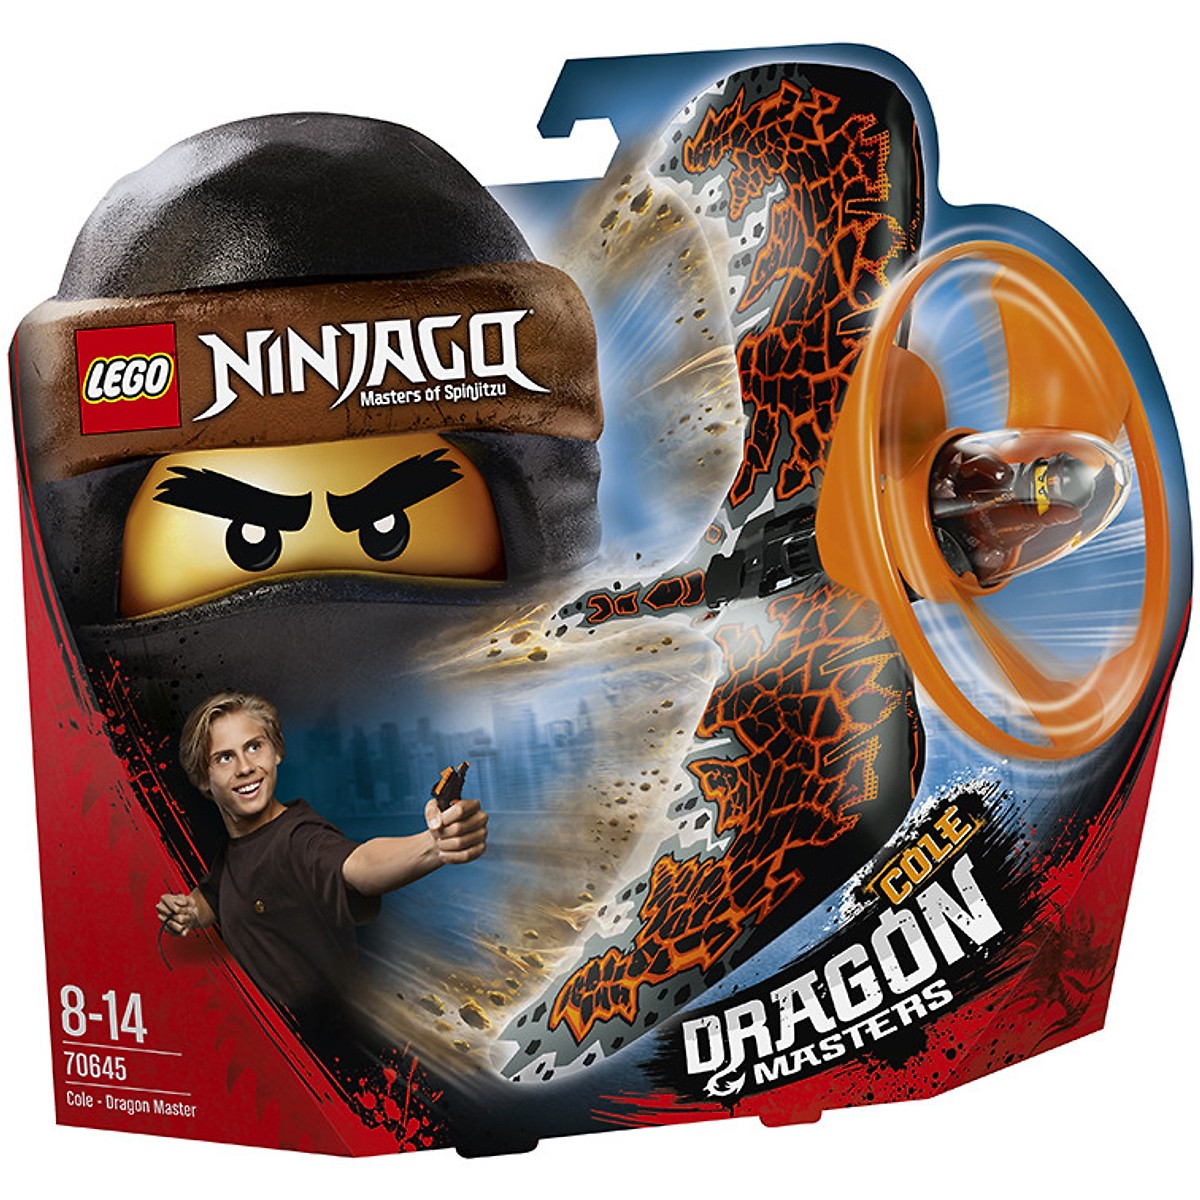 LEGO
NINJAGO
Masters of Spinjitzu
COLE
DRAGON
MASTERS
8-14
70645
Cole - Dragon Master